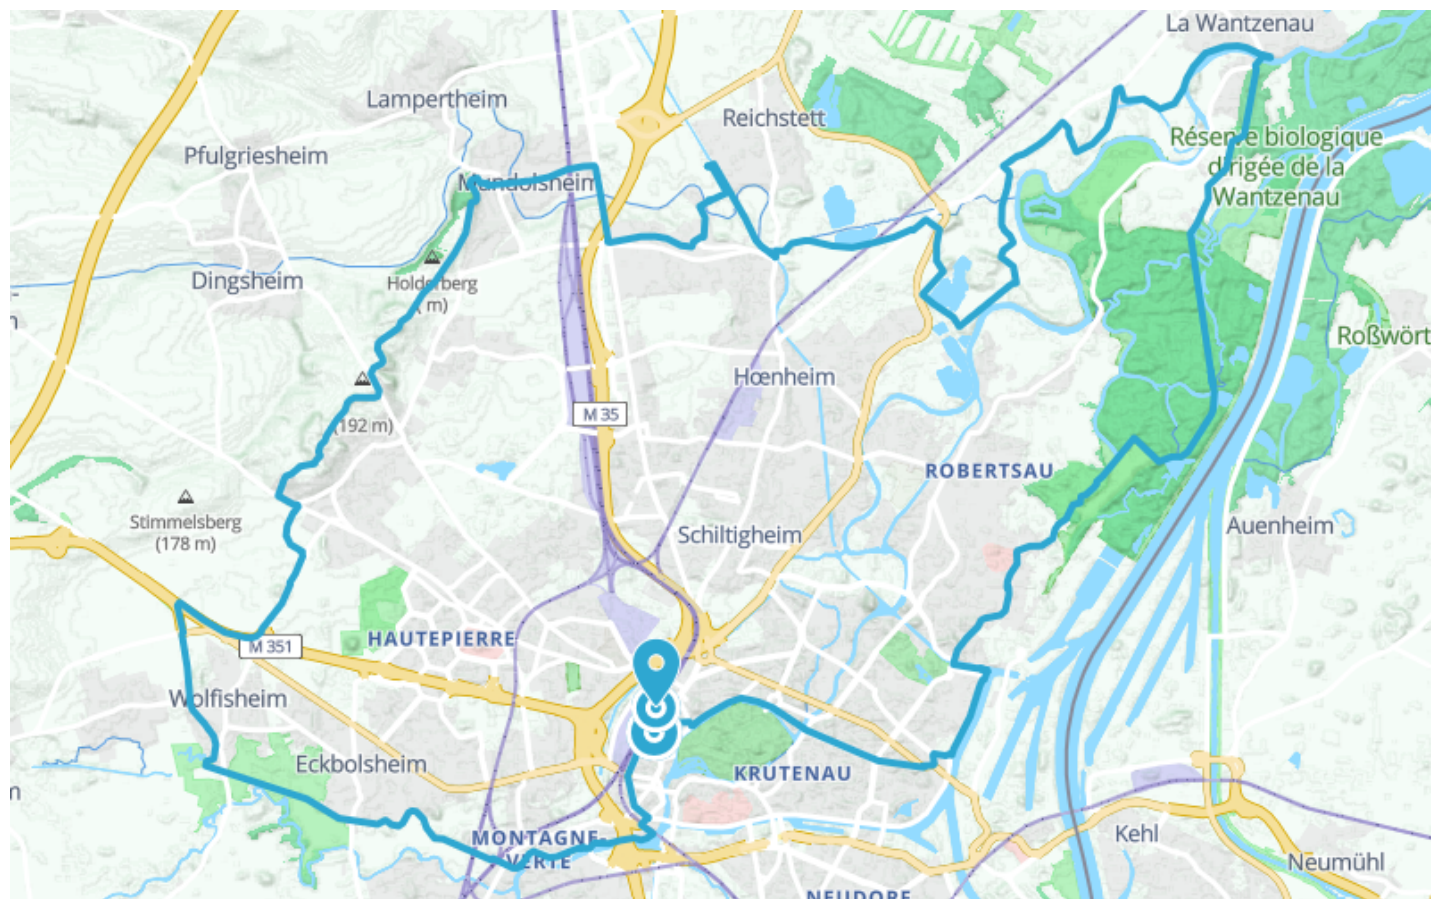 La Wantzenau
Lampertheim
Reichstett
Pfulgriesheim
Réserve biologique
dirigée de la
Wantzenau
Mundolsheim
Dingsheim
Holderberg
( m)
Roßwört
Hœnheim
M 35
(192 m)
ROBERTSAU
Stimmelsberg
(178 m)
Schiltigheim
Auenheim
HAUTEPIERRE
M 351
Wolfisheim
Eckbolsheim
KRUTENAU
MONTAGNE-
VERTE
Kehl
Neumühl
NEUDORF